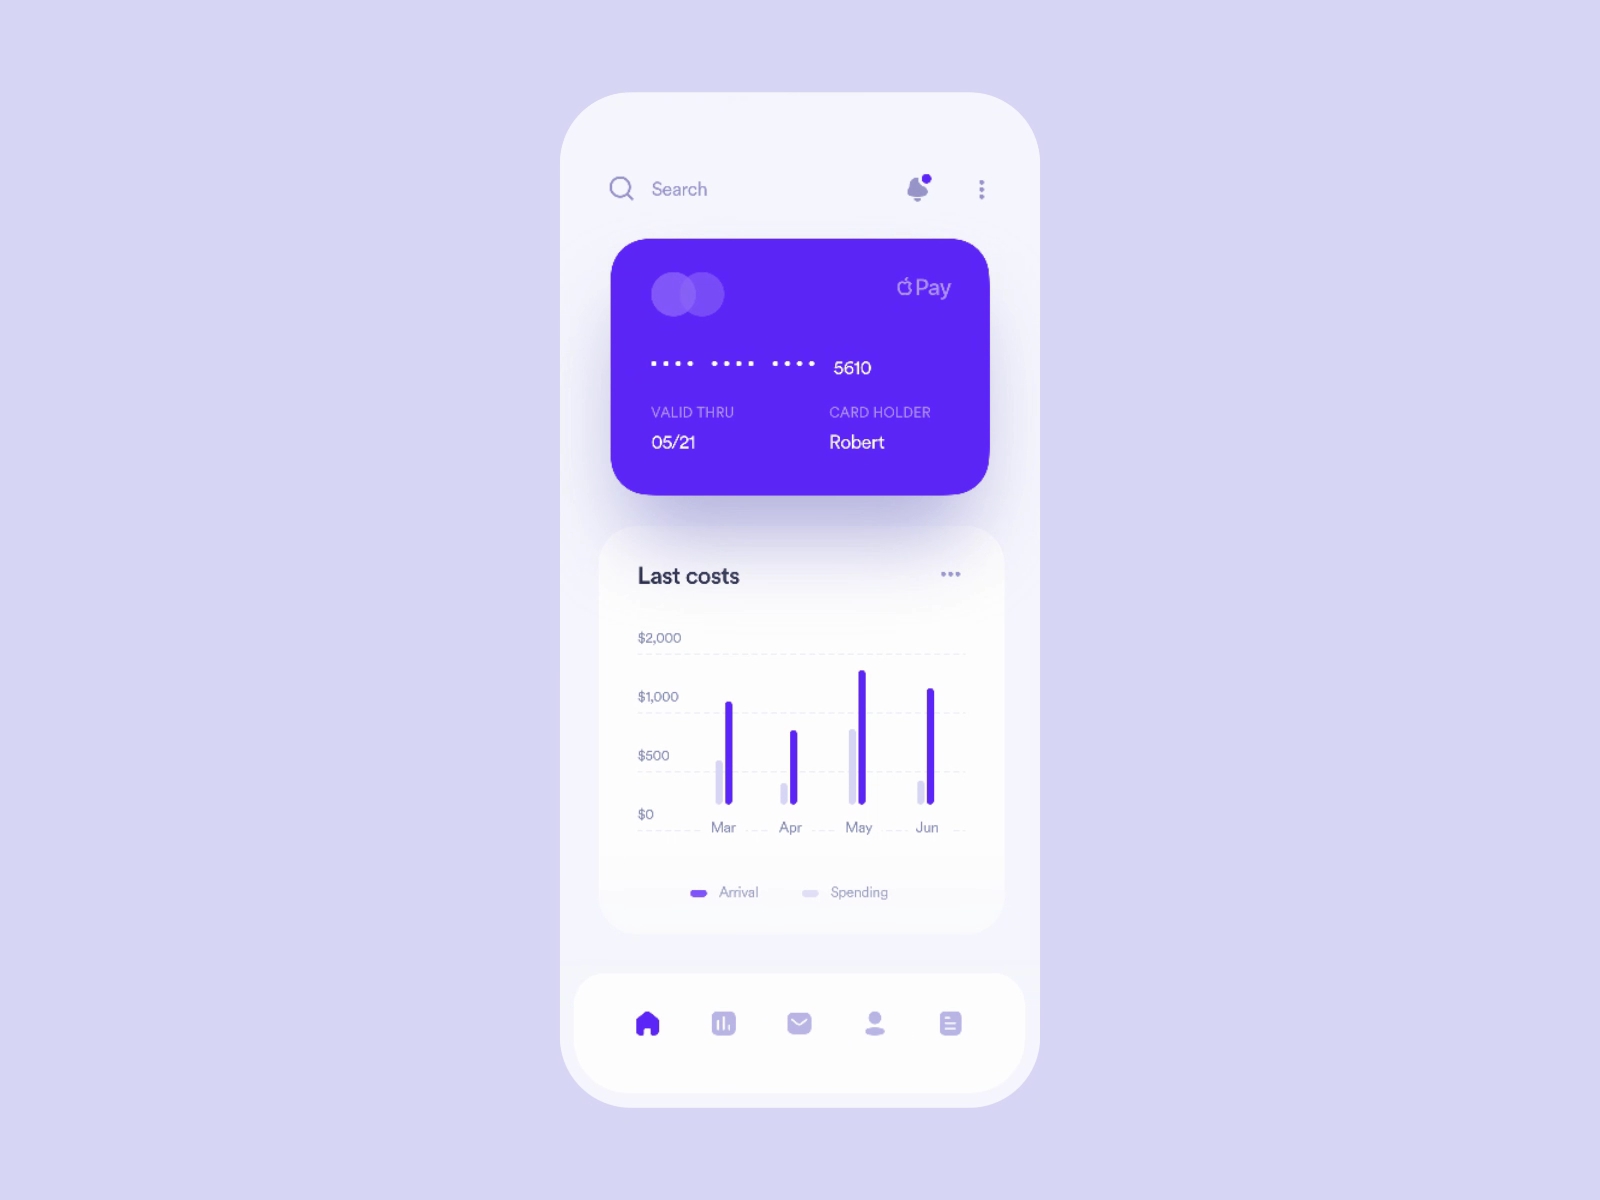 Search
Pay
•••• •••• •••• 5610
VALID THRU CARD HOLDER
05/21 Robert
Last costs
$2,000
$1,000
$500
$0
Mar Apr May Jun
Arrival Spending